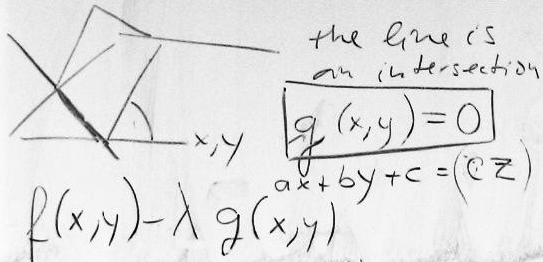 the line is
an intersection
g(x,y)=0
x,y
ax+by+c=(cz)
f(x,y)-λ g(x,y)